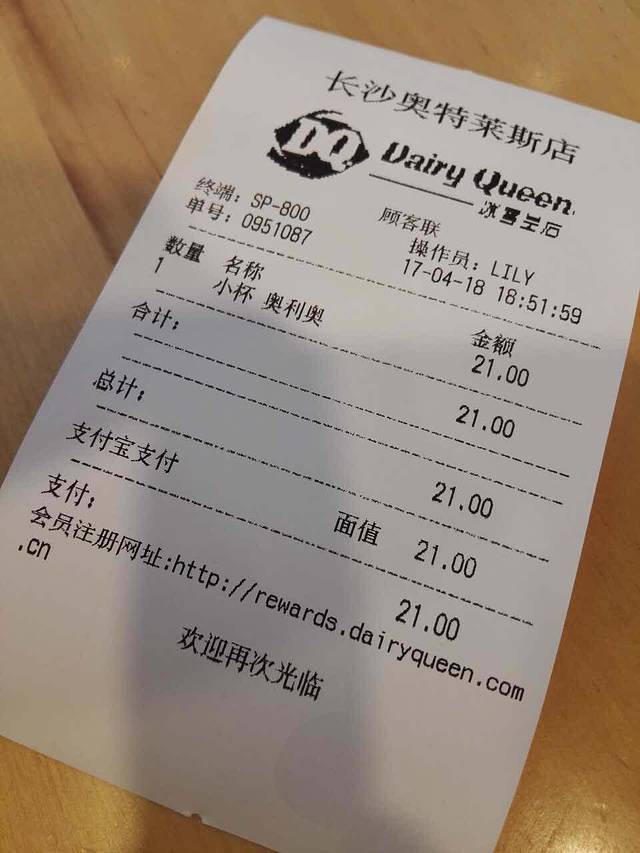 长沙奥特莱斯店
DQ Dairy Queen.
冰雪皇后
顾客联
终端：SP-800 操作员：LILY
单号：0951087 17-04-18 18:51:59
数量 名称 金额
1 小杯 奥利奥 21.00
合计： 21.00
总计： 21.00
支付宝支付 面值 21.00
支付： 21.00
会员注册网址:http://rewards.dairyqueen.com
.cn
欢迎再次光临